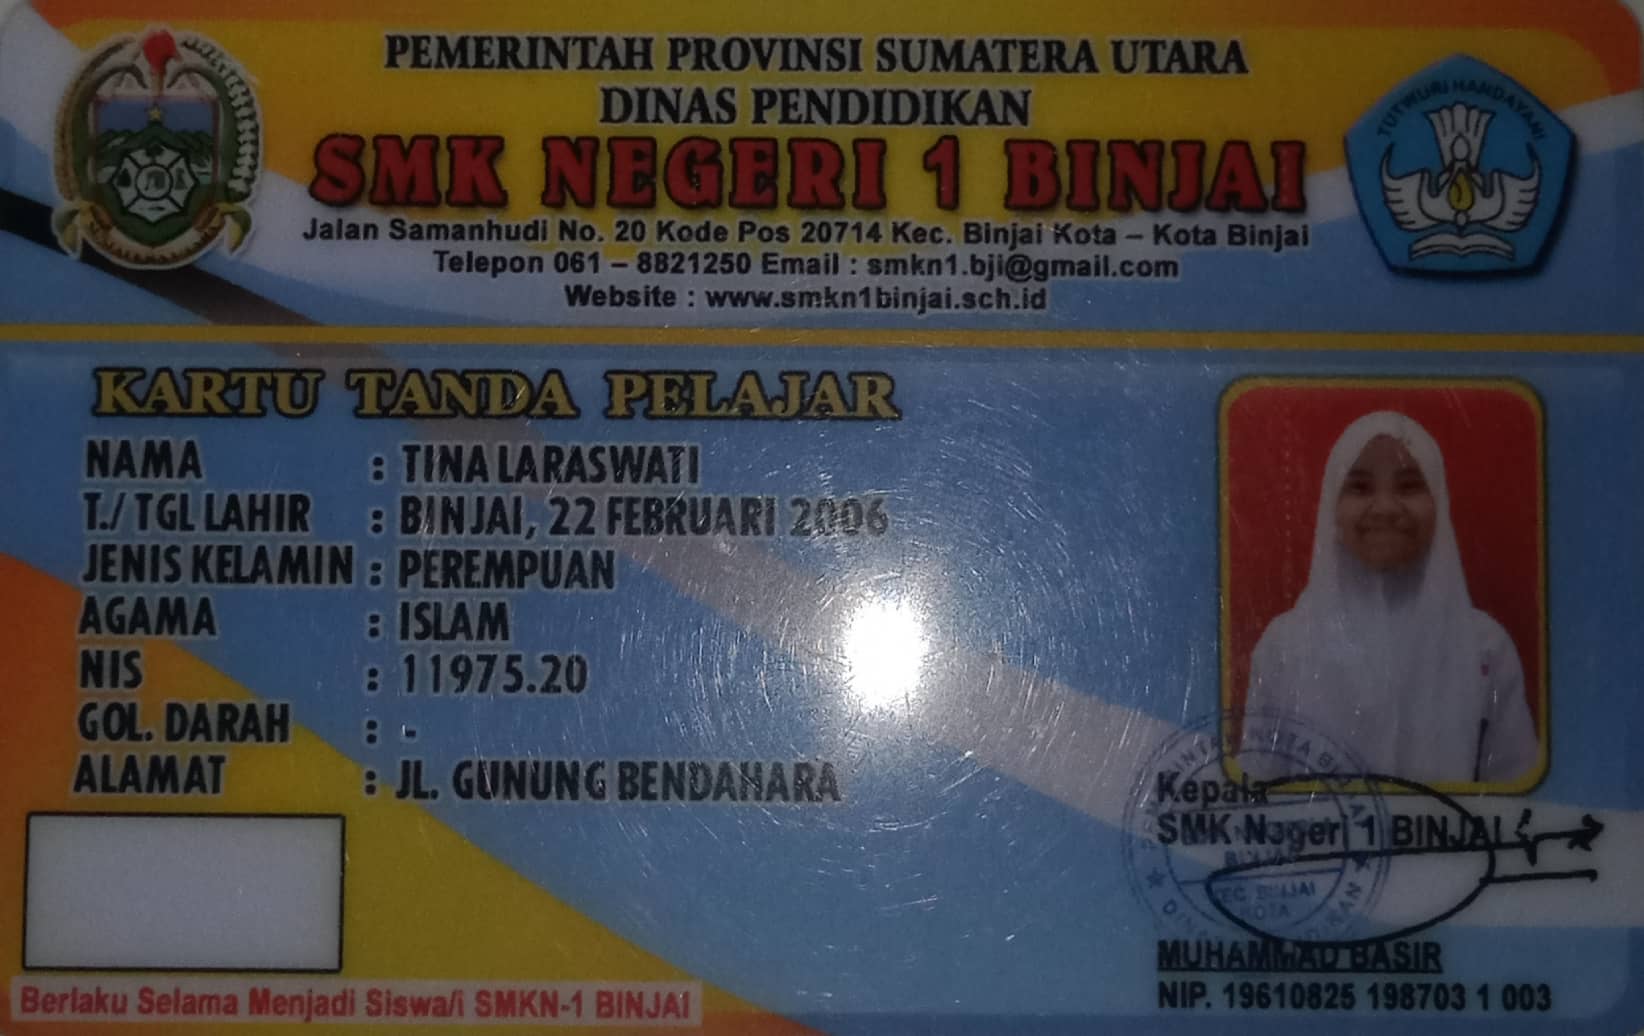 PEMERINTAH PROVINSI SUMATERA UTARA
DINAS PENDIDIKAN
SMK NEGERI 1 BINJAI
Jalan Samanhudi No. 20 Kode Pos 20714 Kec. Binjai Kota – Kota Binjai
Telepon 061 – 8821250 Email : smkn1.bji@gmail.com
Website : www.smkn1binjai.sch.id
TUT WURI HANDAYANI
KARTU TANDA PELAJAR
NAMA : TINA LARASWATI
T./ TGL LAHIR : BINJAI, 22 FEBRUARI 2006
JENIS KELAMIN : PEREMPUAN
AGAMA : ISLAM
NIS : 11975.20
GOL. DARAH : -
ALAMAT : JL. GUNUNG BENDAHARA
Kepala
SMK Negeri 1 BINJAI
KEC. BINJAI
KOTA
MUHAMMAD BASIR
NIP. 19610825 198703 1 003
Berlaku Selama Menjadi Siswa/i SMKN-1 BINJAI